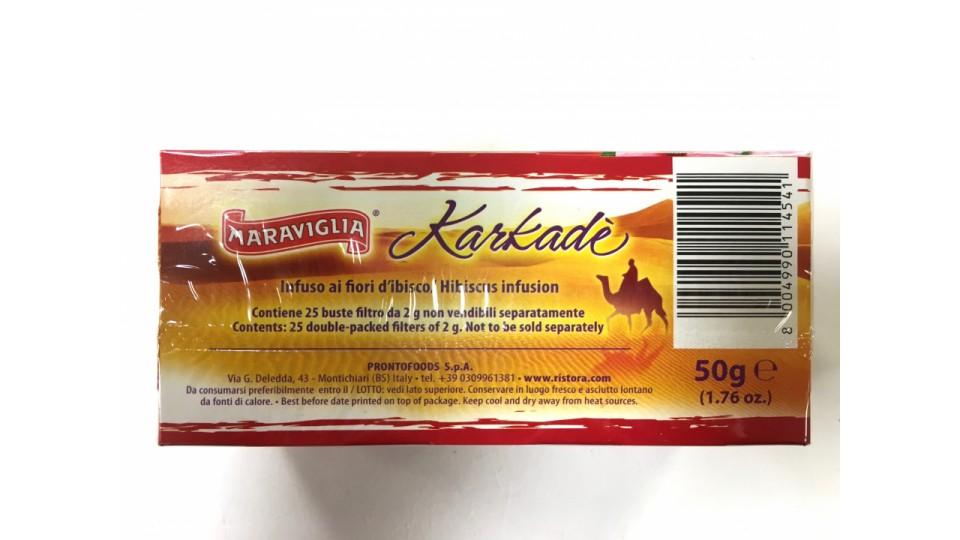 MARAVIGLIA®
Karkadè
Infuso ai fiori d'ibisco, Hibiscus infusion
Contiene 25 buste filtro da 2 g non vendibili separatamente
Contents: 25 double-packed filters of 2 g. Not to be sold separately
PRONTOFOODS S.p.A.
Via G. Deledda, 43 - Montichiari (BS) Italy • tel. +39 0309961381 • www.ristora.com
Da consumarsi preferibilmente entro il / LOTTO: vedi lato superiore. Conservare in luogo fresco e asciutto lontano
da fonti di calore. • Best before date printed on top of package. Keep cool and dry away from heat sources.
8 004990 114541
50g ℮
(1.76 oz.)